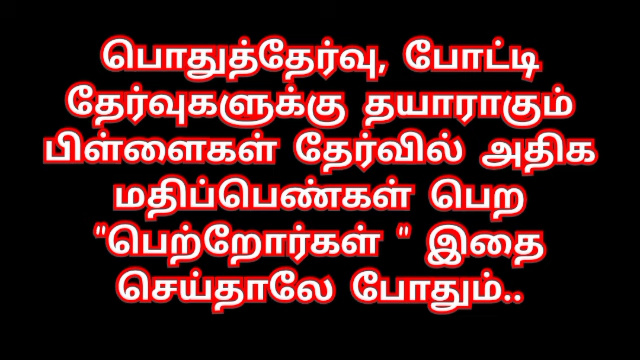 பொதுத்தேர்வு, போட்டி
தேர்வுகளுக்கு தயாராகும்
பிள்ளைகள் தேர்வில் அதிக
மதிப்பெண்கள் பெற
"பெற்றோர்கள் " இதை
செய்தாலே போதும்..